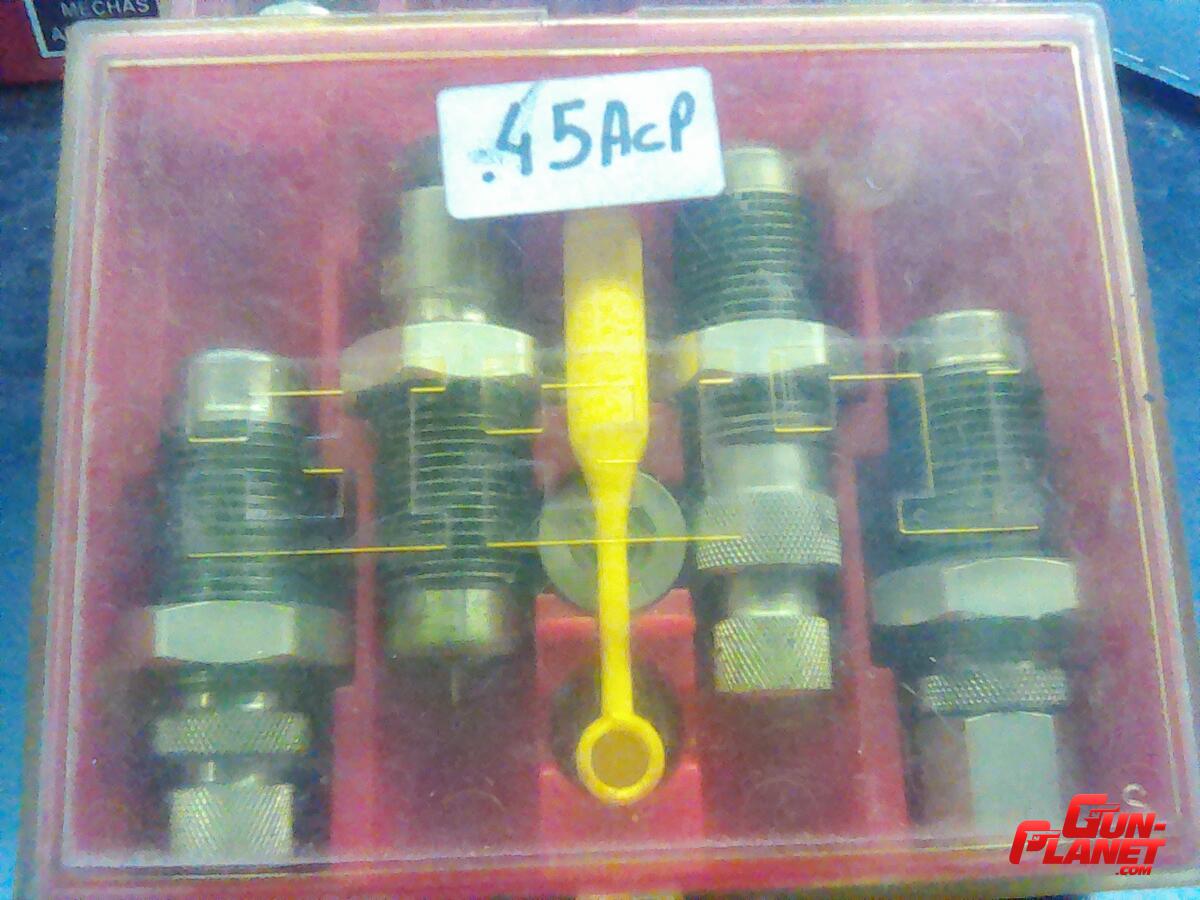 MECHAS
.45AcP
GUN-
PLANET
.COM